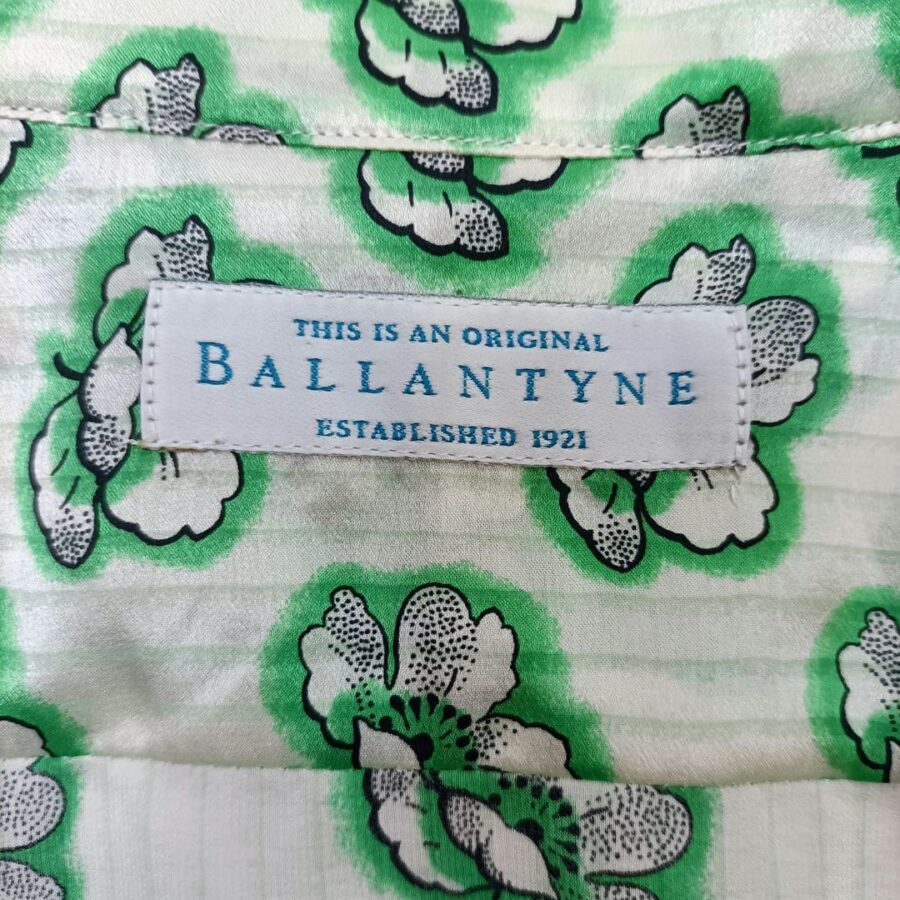 THIS IS AN ORIGINAL
BALLANTYNE
ESTABLISHED 1921